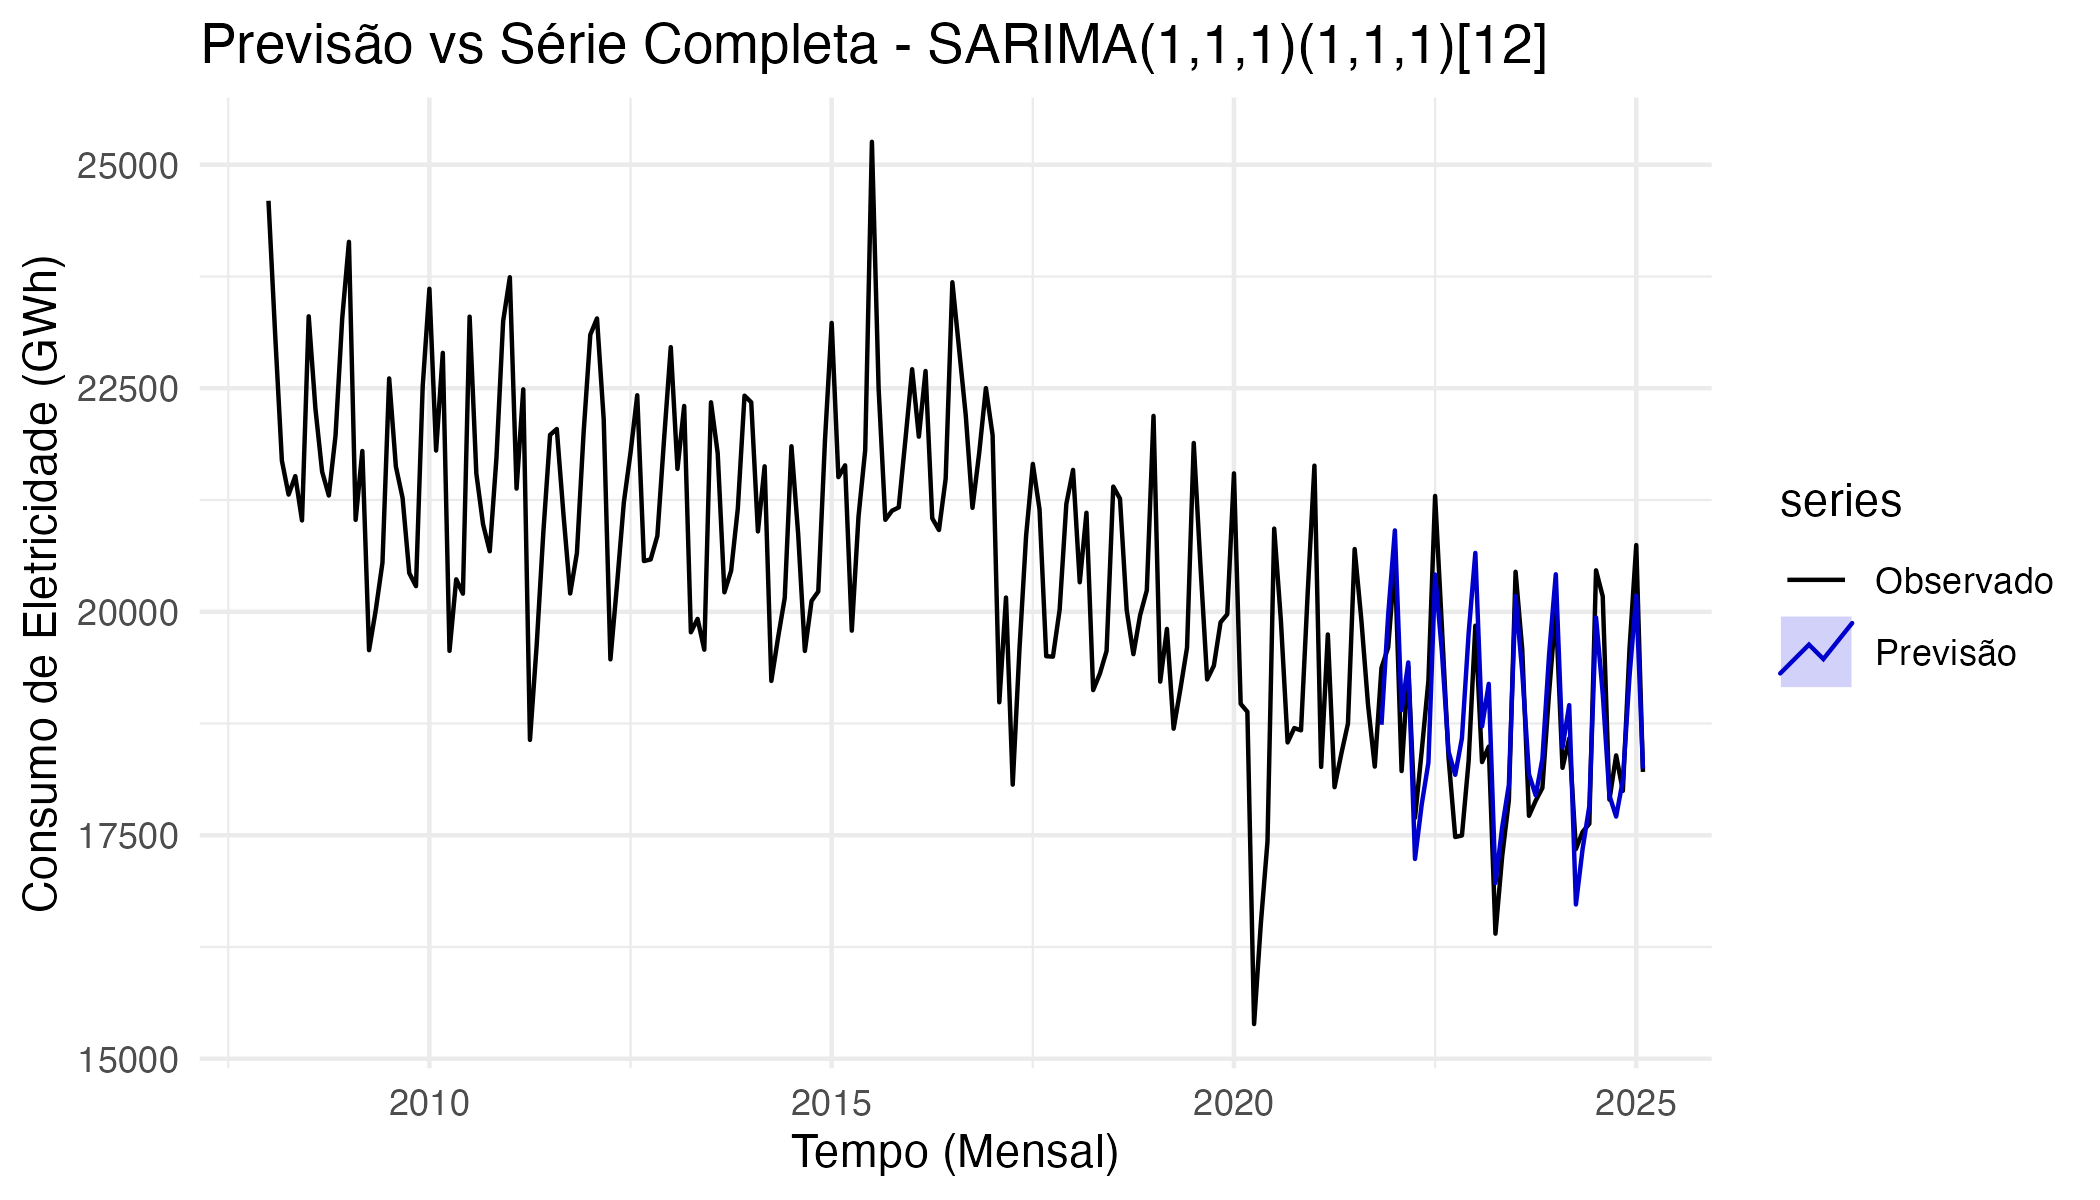 Previsão vs Série Completa - SARIMA(1,1,1)(1,1,1)[12]
Consumo de Eletricidade (GWh)
25000
22500
20000
17500
15000
2010
2015
2020
2025
Tempo (Mensal)
series
Observado
Previsão